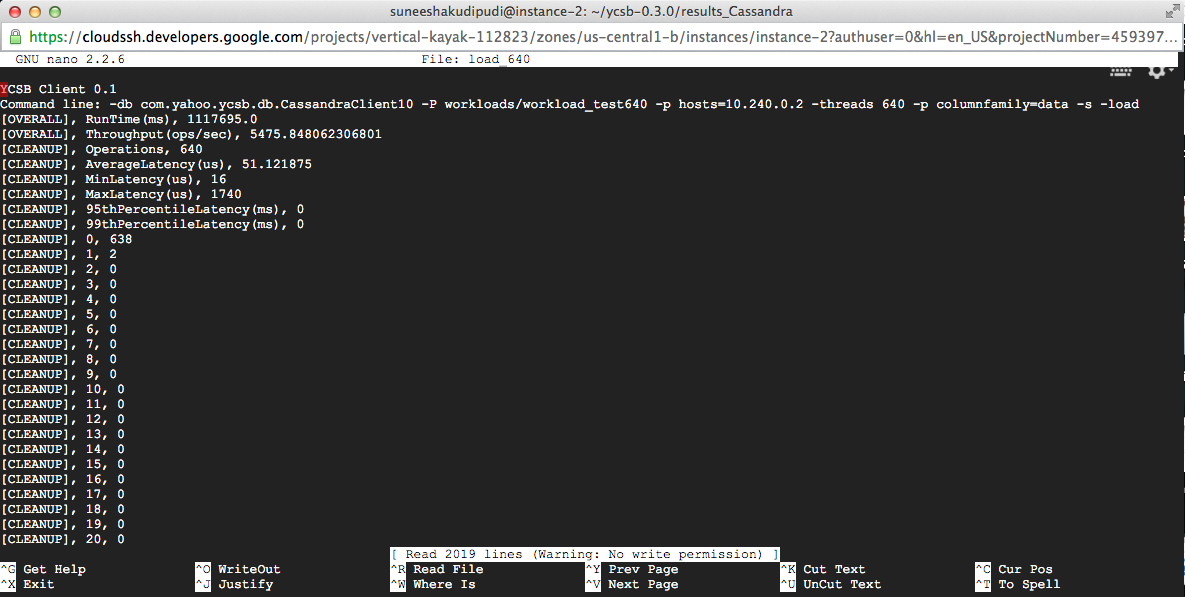 suneeshakudipudi@instance-2: ~/ycsb-0.3.0/results_Cassandra
https://cloudssh.developers.google.com/projects/vertical-kayak-112823/zones/us-central1-b/instances/instance-2?authuser=0&hl=en_US&projectNumber=459397...
GNU nano 2.2.6 File: load_640
YCSB Client 0.1
Command line: -db com.yahoo.ycsb.db.CassandraClient10 -P workloads/workload_test640 -p hosts=10.240.0.2 -threads 640 -p columnfamily=data -s -load
[OVERALL], RunTime(ms), 1117695.0
[OVERALL], Throughput(ops/sec), 5475.848062306801
[CLEANUP], Operations, 640
[CLEANUP], AverageLatency(us), 51.121875
[CLEANUP], MinLatency(us), 16
[CLEANUP], MaxLatency(us), 1740
[CLEANUP], 95thPercentileLatency(ms), 0
[CLEANUP], 99thPercentileLatency(ms), 0
[CLEANUP], 0, 638
[CLEANUP], 1, 2
[CLEANUP], 2, 0
[CLEANUP], 3, 0
[CLEANUP], 4, 0
[CLEANUP], 5, 0
[CLEANUP], 6, 0
[CLEANUP], 7, 0
[CLEANUP], 8, 0
[CLEANUP], 9, 0
[CLEANUP], 10, 0
[CLEANUP], 11, 0
[CLEANUP], 12, 0
[CLEANUP], 13, 0
[CLEANUP], 14, 0
[CLEANUP], 15, 0
[CLEANUP], 16, 0
[CLEANUP], 17, 0
[CLEANUP], 18, 0
[CLEANUP], 19, 0
[CLEANUP], 20, 0
[ Read 2019 lines (Warning: No write permission) ]
^G Get Help ^O WriteOut ^R Read File ^Y Prev Page ^K Cut Text ^C Cur Pos
^X Exit ^J Justify ^W Where Is ^V Next Page ^U UnCut Text ^T To Spell